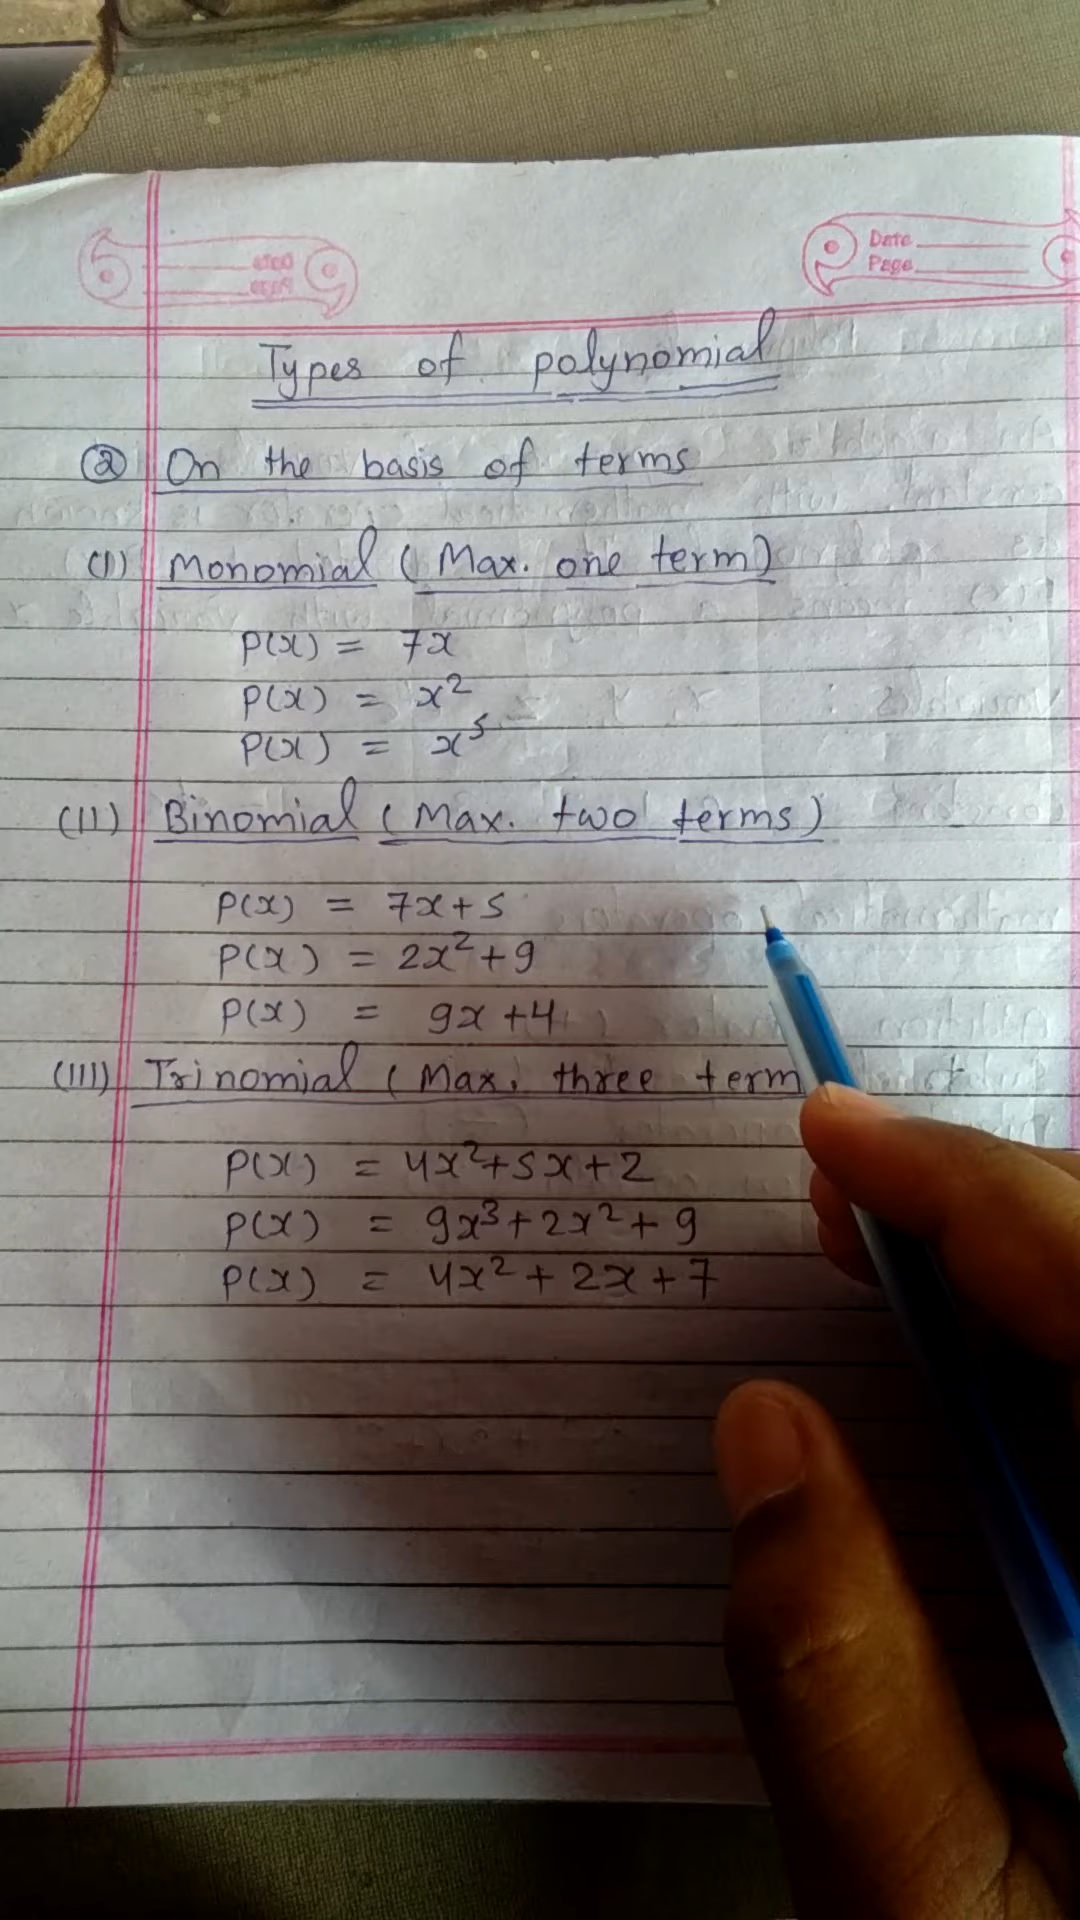 Date
Page
Types of polynomial
② On the basis of terms
(I) Monomial (Max. one term)
P(x) = 7x
P(x) = x²
P(x) = x⁵
(II) Binomial (Max. two terms)
P(x) = 7x+5
P(x) = 2x²+9
P(x) = 9x+4
(III) Trinomial (Max. three term
P(x) = 4x²+5x+2
P(x) = 9x³+2x²+9
P(x) = 4x²+2x+7